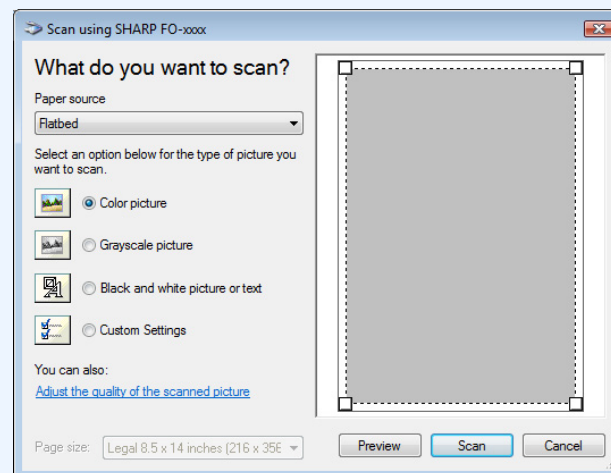 Scan using SHARP FO-xxxx
What do you want to scan?
Paper source
Flatbed
Select an option below for the type of picture you
want to scan.
Color picture
Grayscale picture
Black and white picture or text
Custom Settings
You can also:
Adjust the quality of the scanned picture
Page size: Legal 8.5 x 14 inches (216 x 356
Preview Scan Cancel